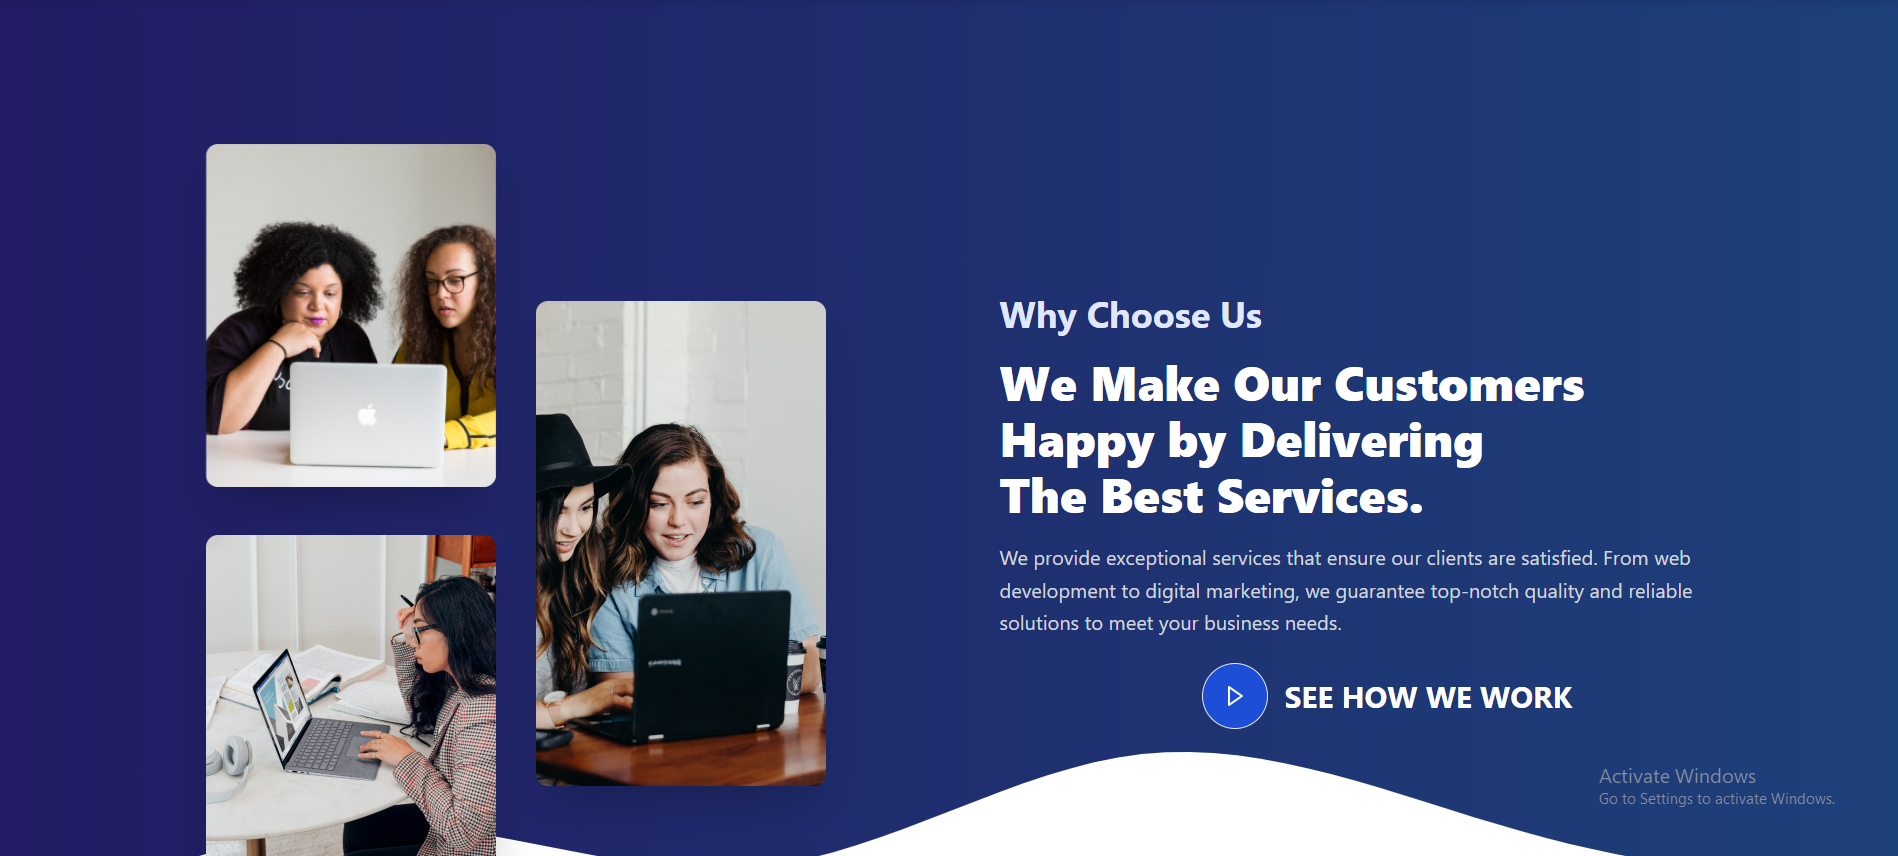 Why Choose Us
We Make Our Customers
Happy by Delivering
The Best Services.
We provide exceptional services that ensure our clients are satisfied. From web
development to digital marketing, we guarantee top-notch quality and reliable
solutions to meet your business needs.
SEE HOW WE WORK
SAMSUNG
Activate Windows
Go to Settings to activate Windows.